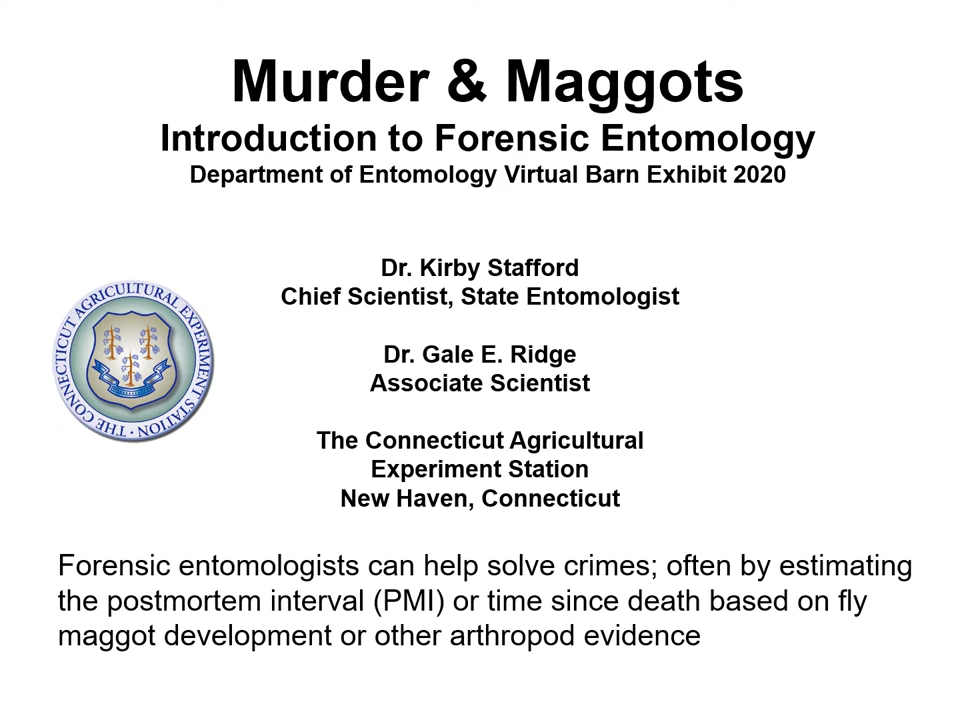 Murder & Maggots
Introduction to Forensic Entomology
Department of Entomology Virtual Barn Exhibit 2020
Dr. Kirby Stafford
Chief Scientist, State Entomologist
Dr. Gale E. Ridge
Associate Scientist
THE CONNECTICUT AGRICULTURAL EXPERIMENT STATION
The Connecticut Agricultural
Experiment Station
New Haven, Connecticut
Forensic entomologists can help solve crimes; often by estimating
the postmortem interval (PMI) or time since death based on fly
maggot development or other arthropod evidence